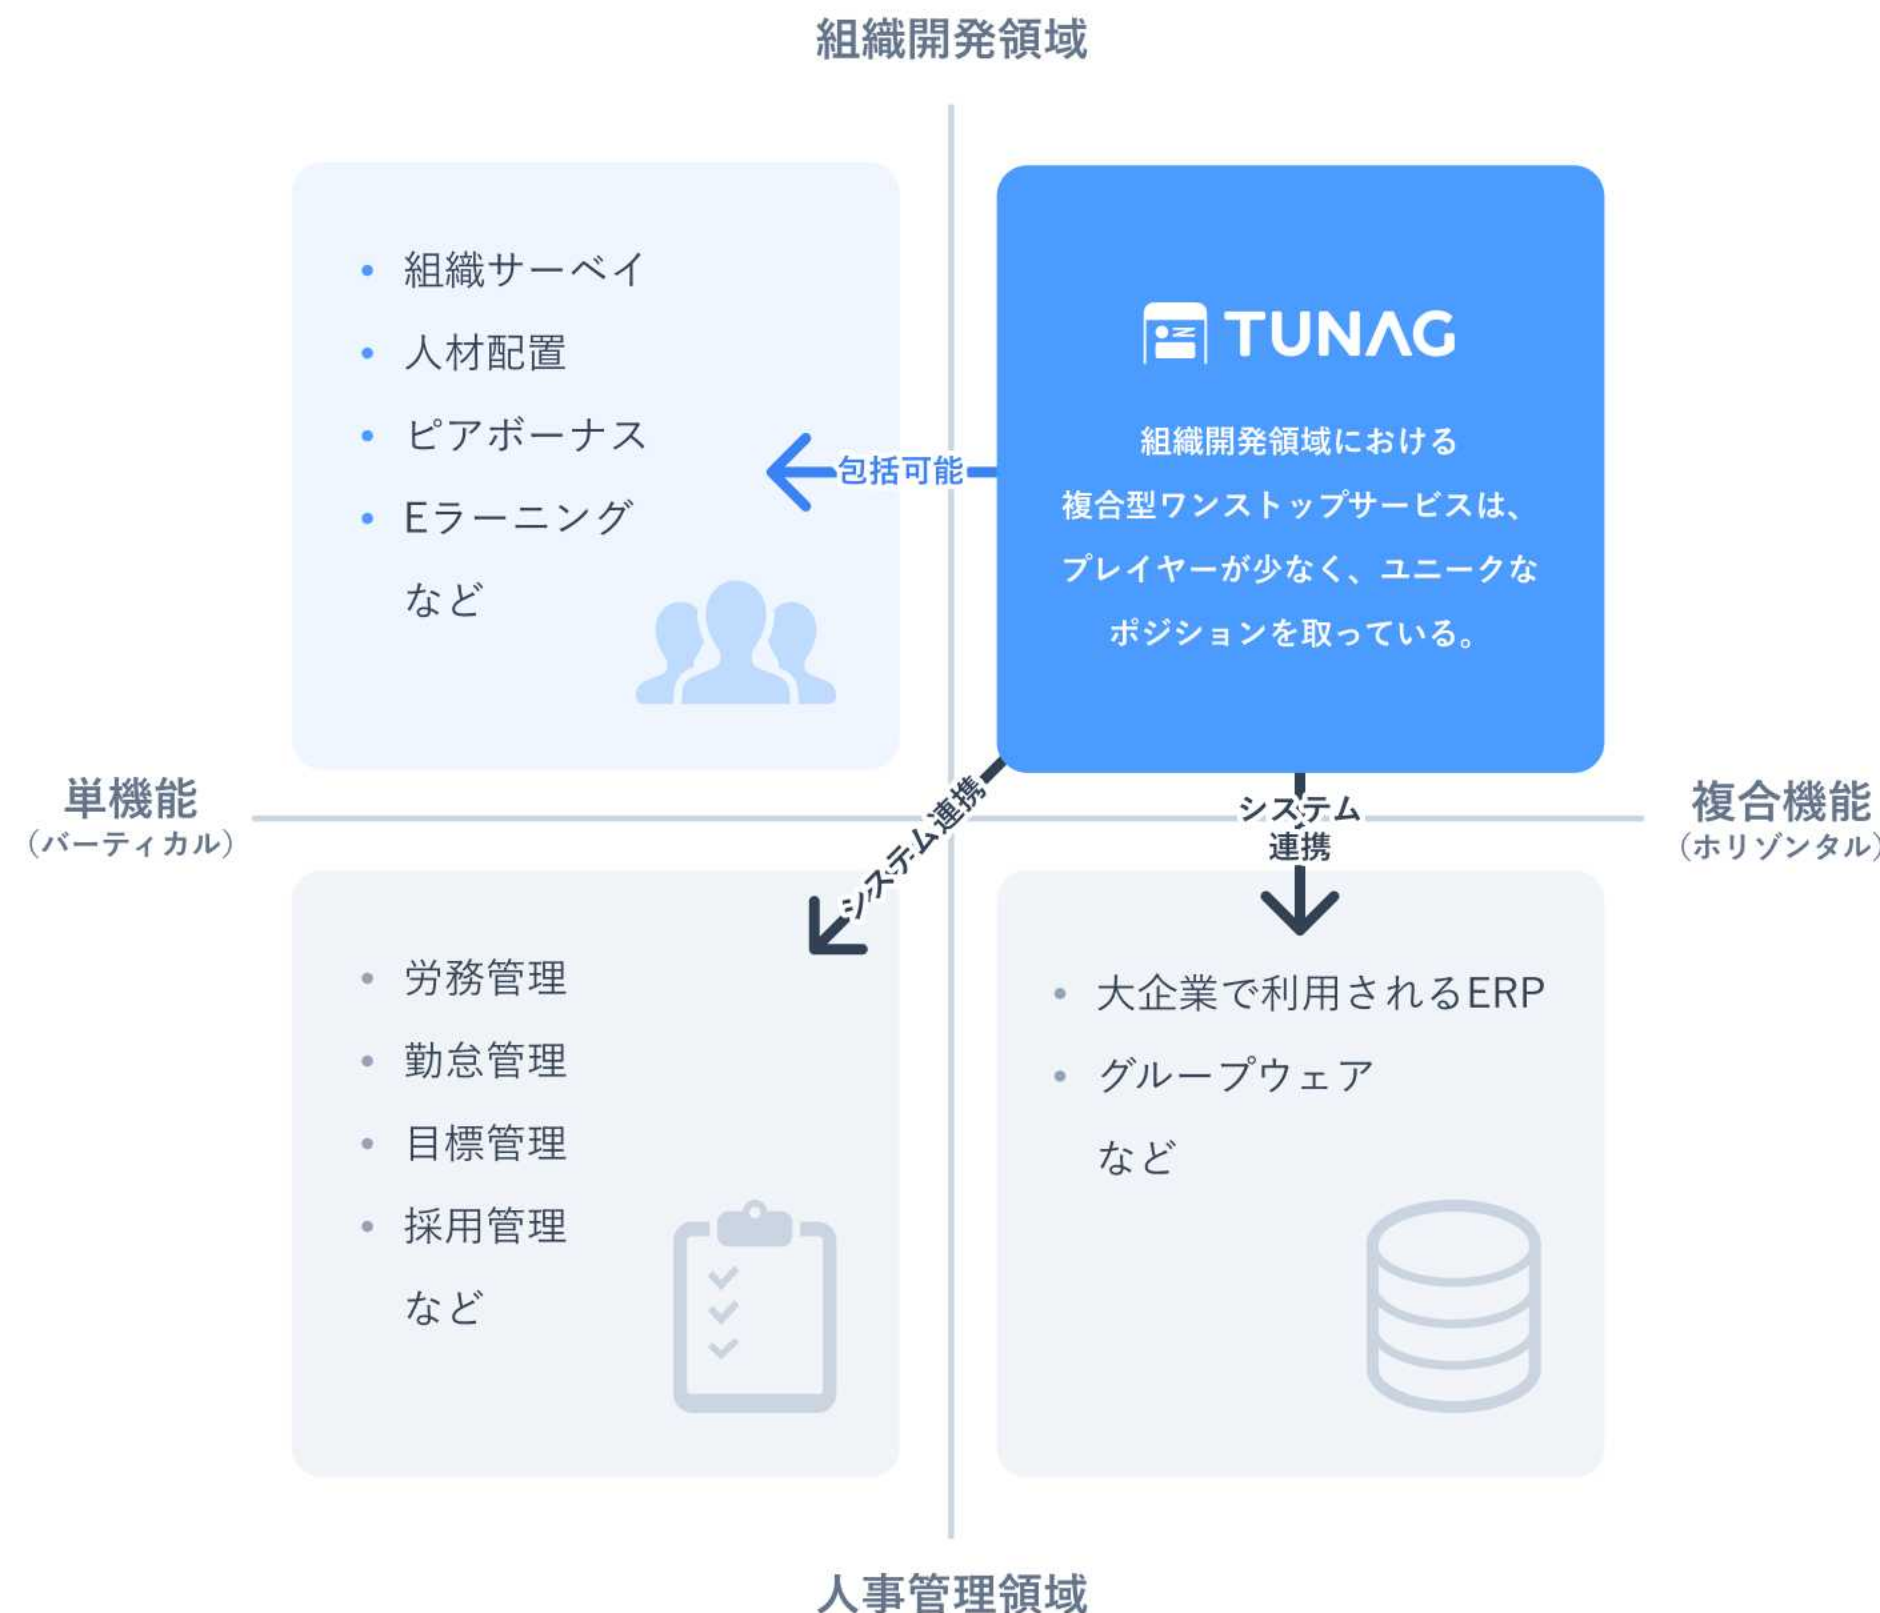 組織開発領域
組織サーベイ
人材配置
ピアボーナス
Eラーニング
など
包括可能
TUNAG
組織開発領域における
複合型ワンストップサービスは、
プレイヤーが少なく、ユニークな
ポジションを取っている。
単機能
（バーティカル）
システム連携
システム
連携
複合機能
（ホリゾンタル）
労務管理
勤怠管理
目標管理
採用管理
など
大企業で利用されるERP
グループウェア
など
人事管理領域